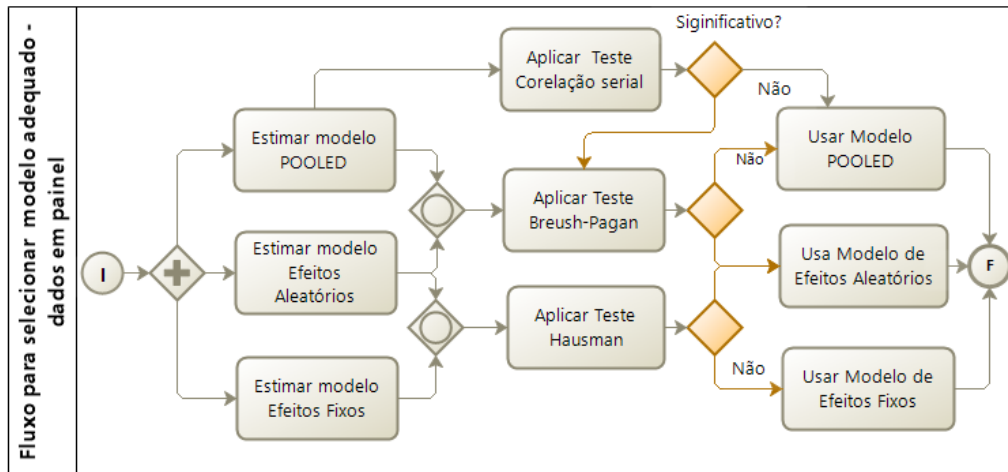 Fluxo para selecionar modelo adequado -
dados em painel
I
Estimar modelo
POOLED
Estimar modelo
Efeitos
Aleatórios
Estimar modelo
Efeitos Fixos
Aplicar Teste
Corelação serial
Siginificativo?
Não
Aplicar Teste
Breush-Pagan
Não
Aplicar Teste
Hausman
Não
Usar Modelo
POOLED
Usa Modelo de
Efeitos Aleatórios
Usar Modelo de
Efeitos Fixos
F